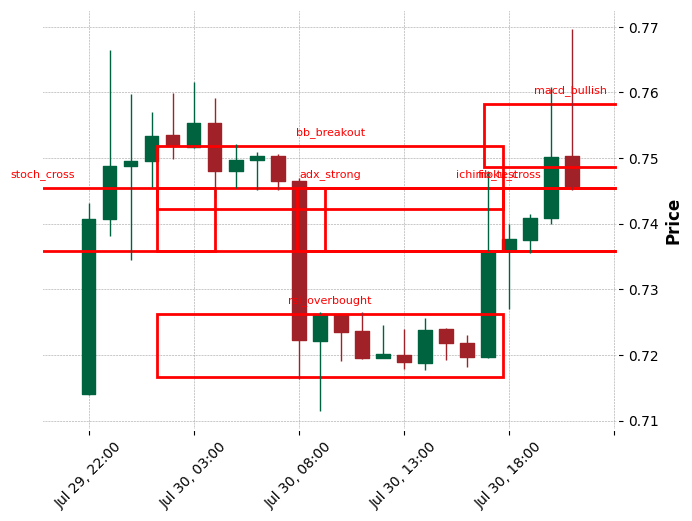 0.77
macd_bullish
0.76
bb_breakout
0.75
stoch_cross
adx_strong
0.74
Price
0.73
0.72
0.71
Jul 29, 22:00
Jul 30, 03:00
Jul 30, 08:00
Jul 30, 13:00
Jul 30, 18:00